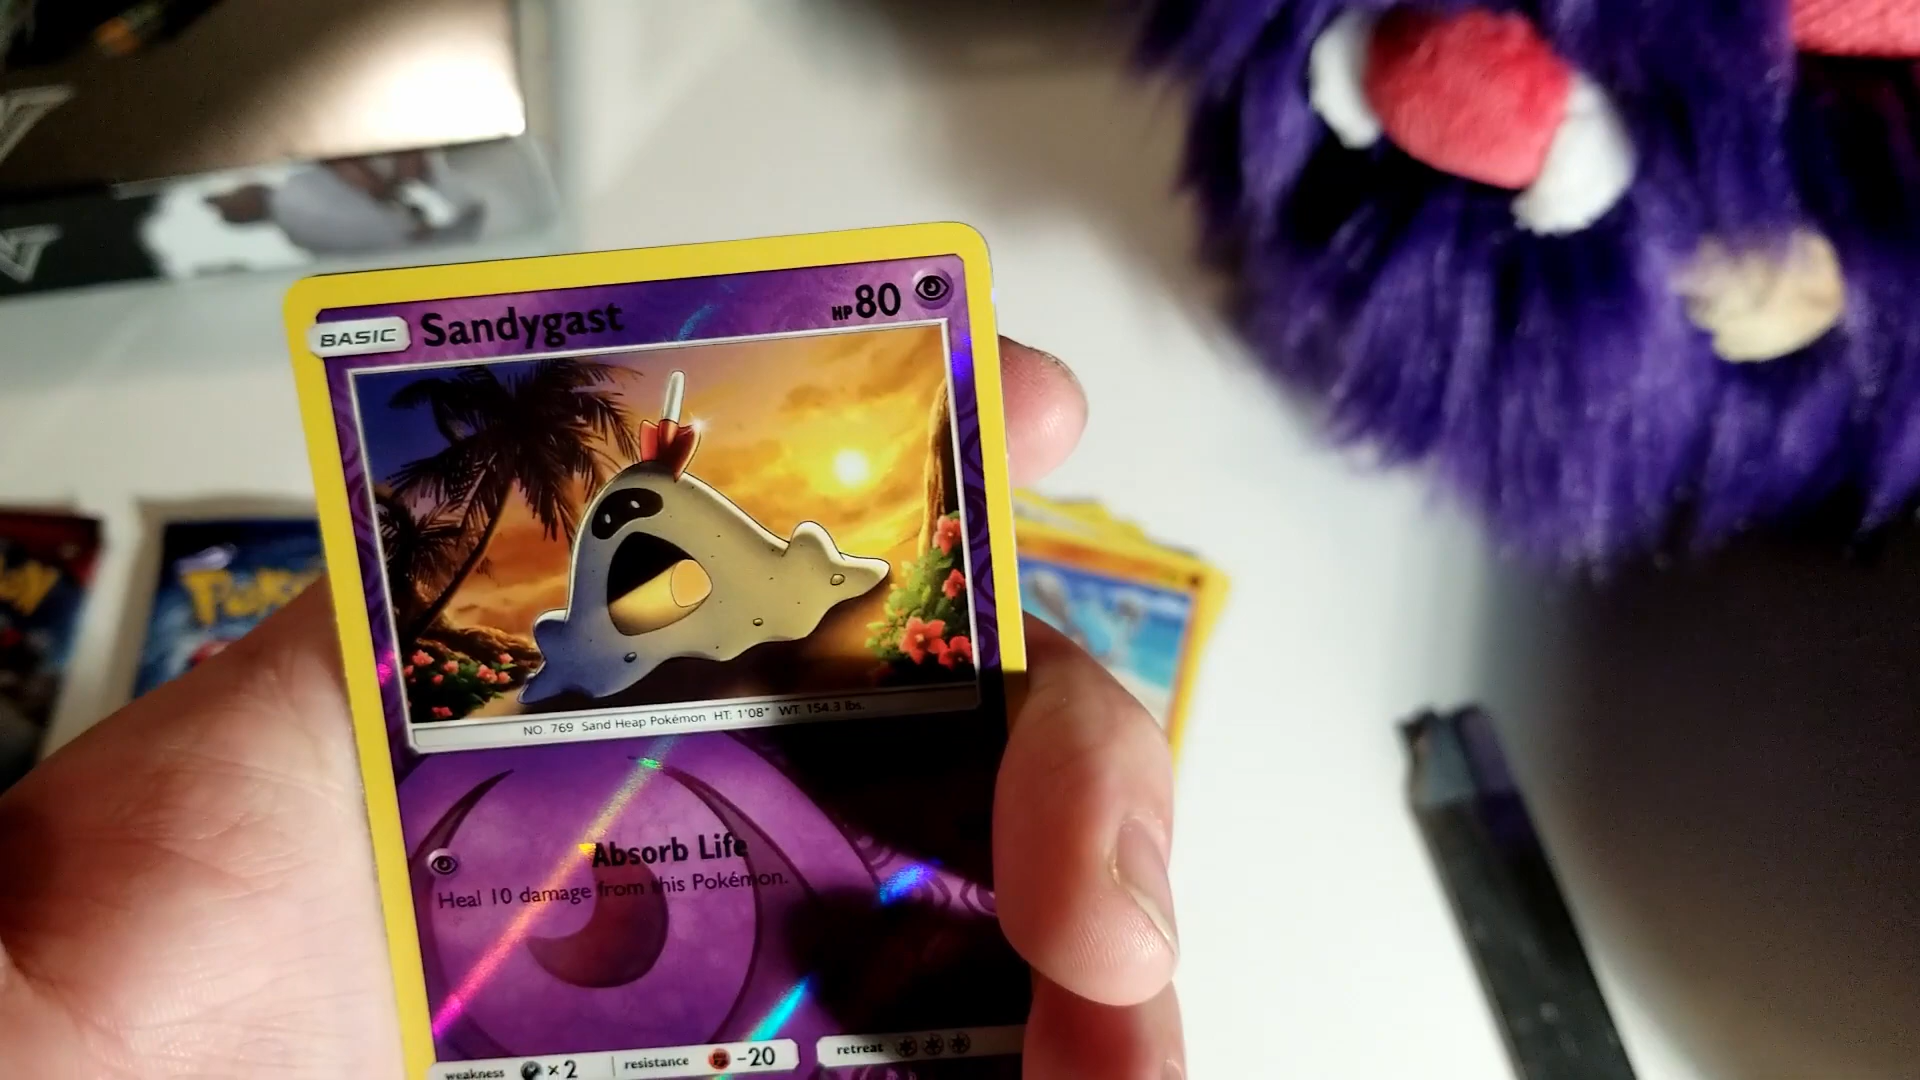 BASIC Sandygast HP 80
NO. 769 Sand Heap Pokémon HT: 1'08" WT: 154.3 lbs.
Absorb Life
Heal 10 damage from this Pokémon.
weakness ×2 resistance -20 retreat